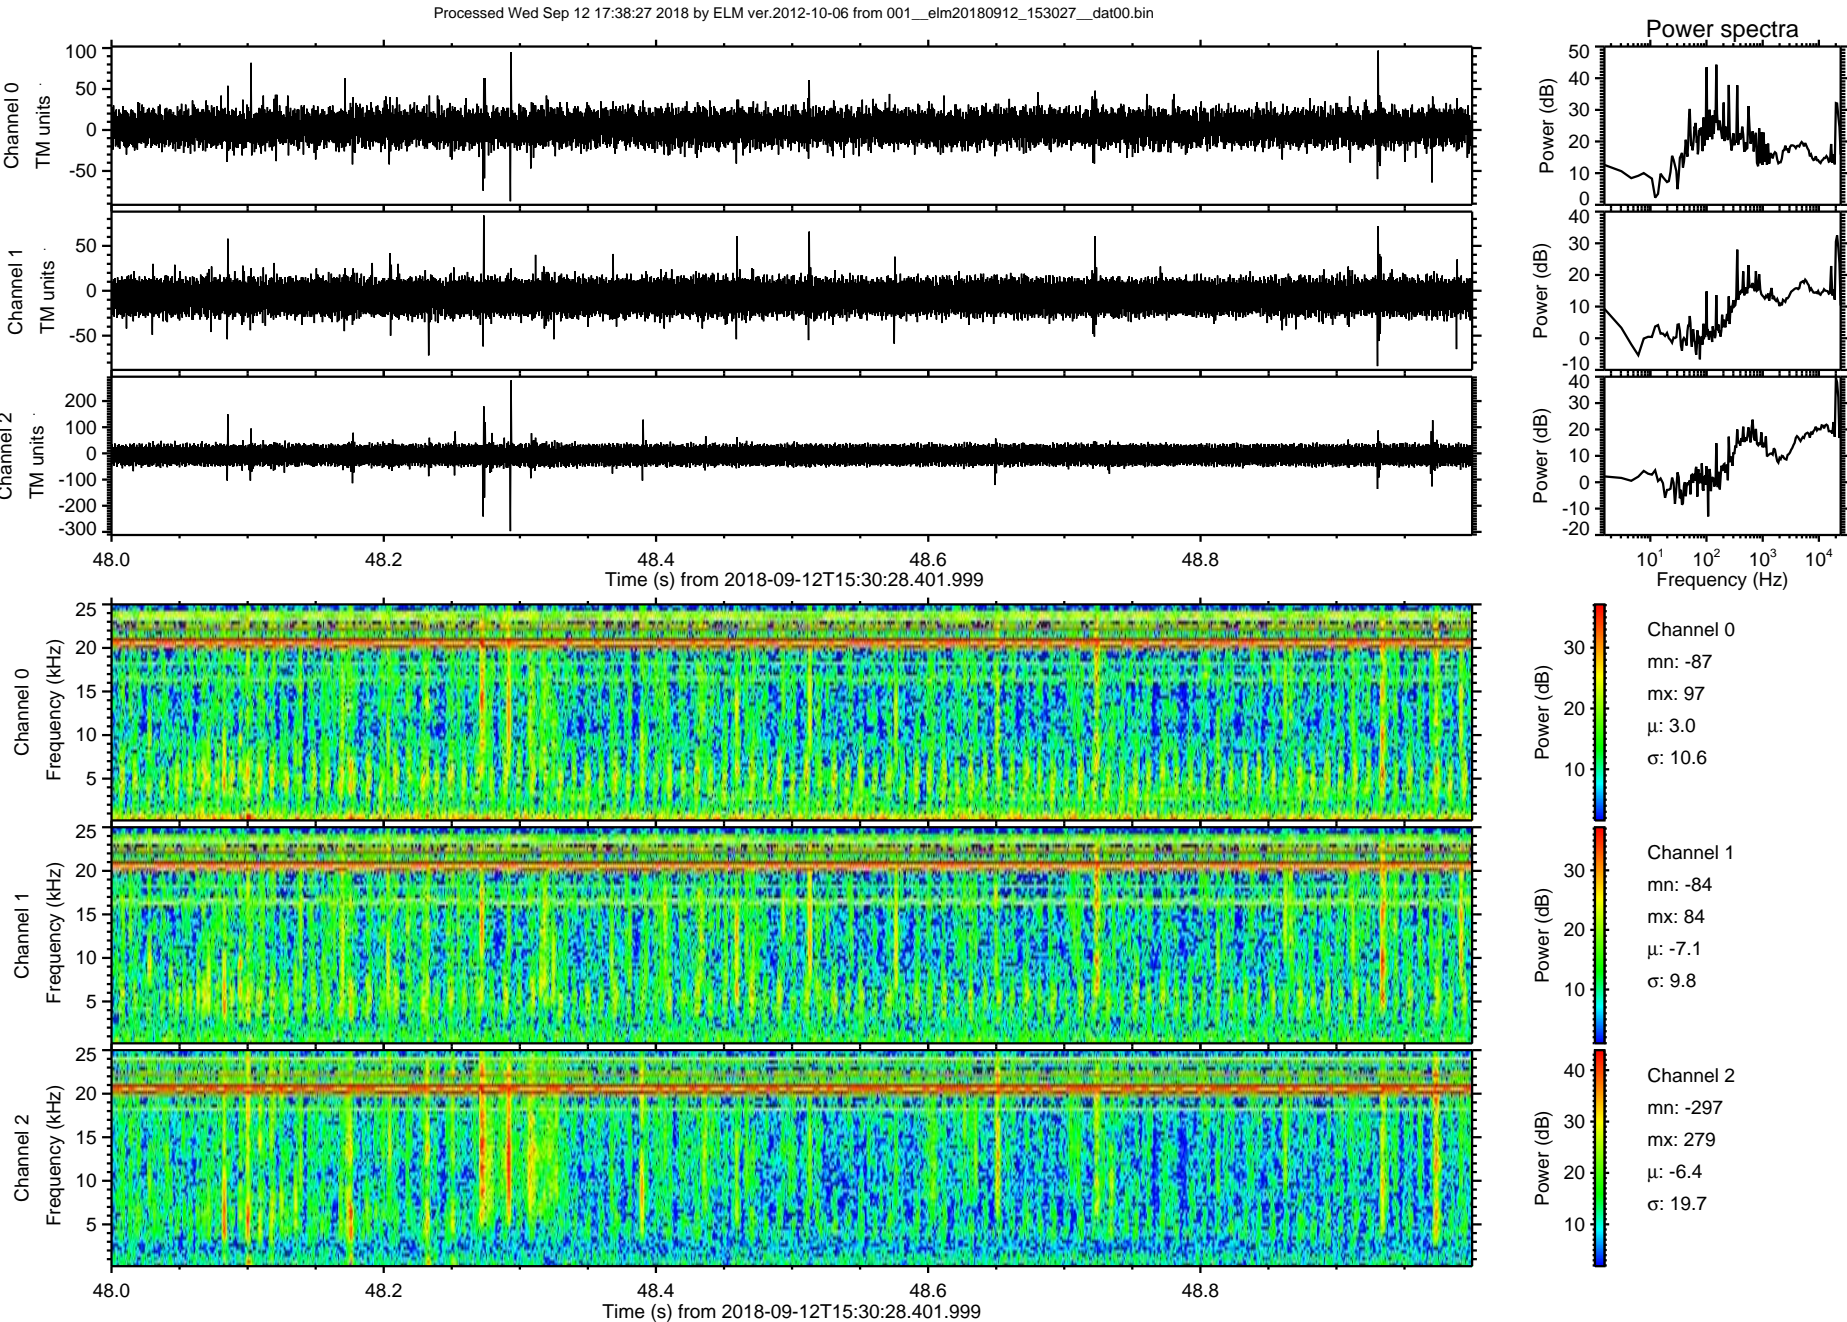 Processed Wed Sep 12 17:38:27 2018 by ELM ver.2012-10-06 from 001__elm20180912_153027__dat00.bin
Power spectra
Channel 0
TM units
100
50
0
-50
Power (dB)
50
40
30
20
10
0
Channel 1
TM units
50
0
-50
Power (dB)
40
30
20
10
0
-10
Channel 2
TM units
200
100
0
-100
-200
-300
Power (dB)
40
30
20
10
0
-10
-20
48.0 48.2 48.4 48.6 48.8
Time (s) from 2018-09-12T15:30:28.401.999
10¹ 10² 10³ 10⁴
Frequency (Hz)
Channel 0
Frequency (kHz)
25
20
15
10
5
Power (dB)
30
20
10
Channel 0
mn: -87
mx: 97
μ: 3.0
σ: 10.6
Channel 1
Frequency (kHz)
25
20
15
10
5
Power (dB)
30
20
10
Channel 1
mn: -84
mx: 84
μ: -7.1
σ: 9.8
Channel 2
Frequency (kHz)
25
20
15
10
5
Power (dB)
40
30
20
10
Channel 2
mn: -297
mx: 279
μ: -6.4
σ: 19.7
48.0 48.2 48.4 48.6 48.8
Time (s) from 2018-09-12T15:30:28.401.999